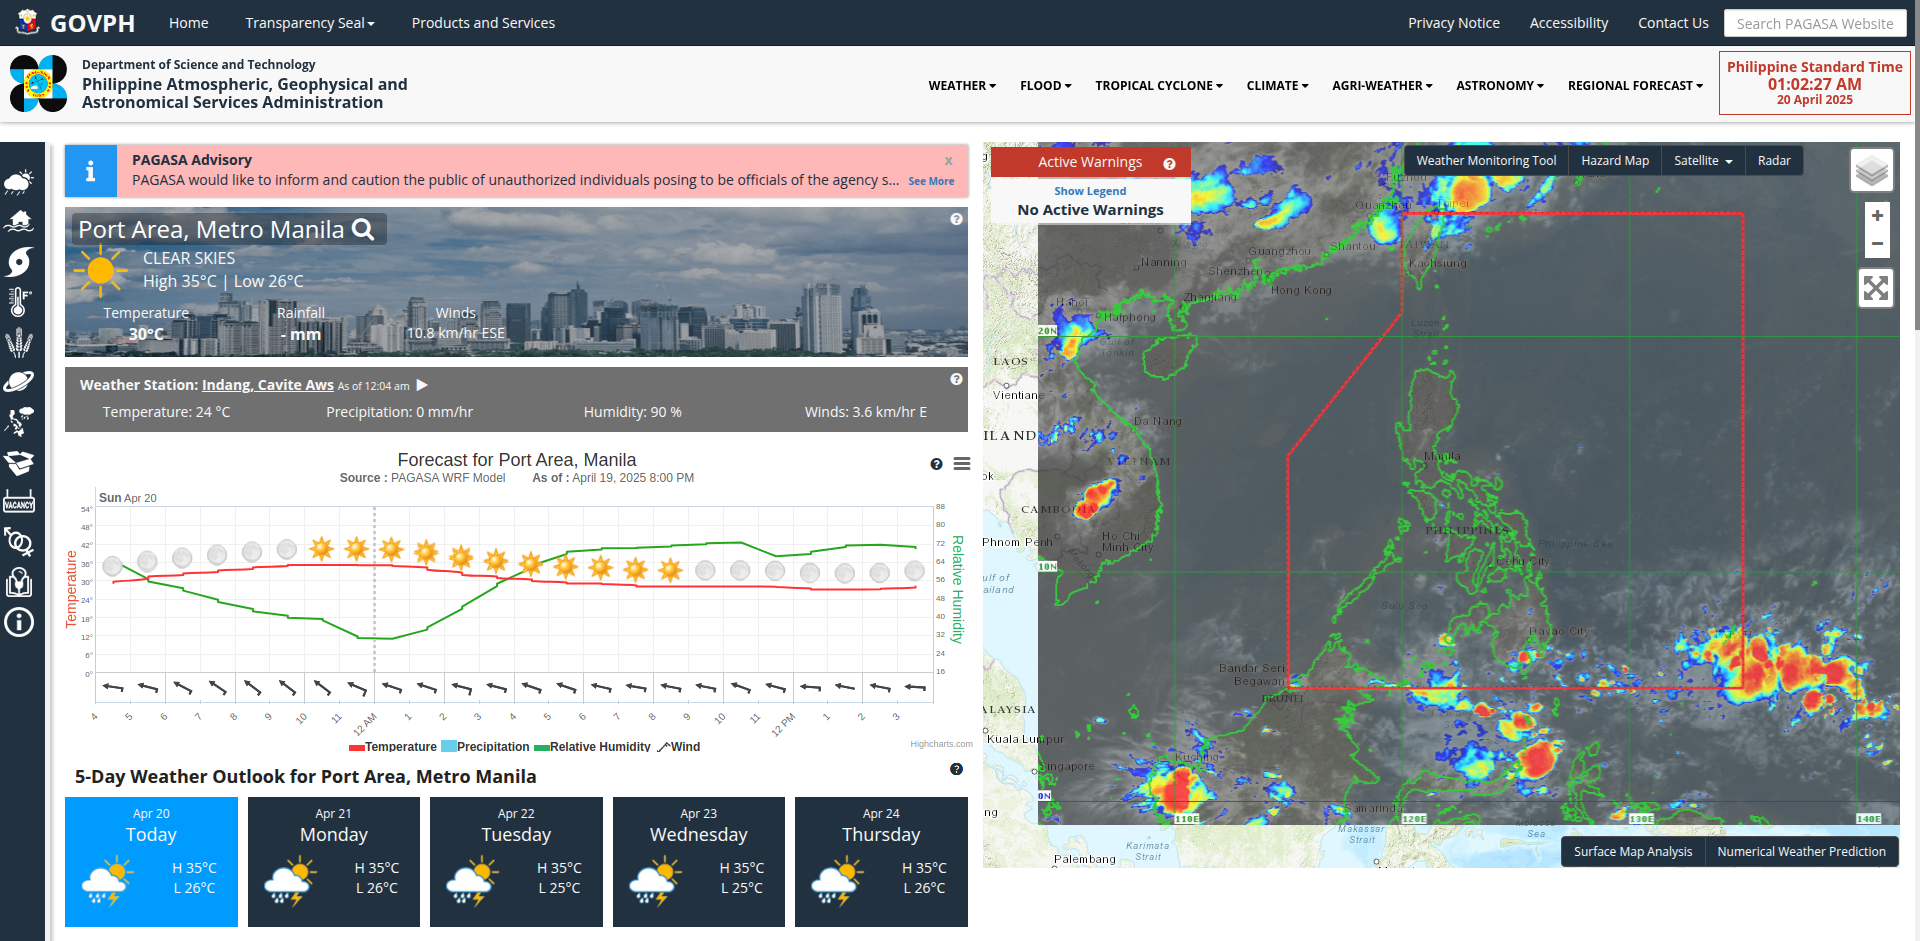 GOVPH
Home
Transparency Seal
Products and Services
Privacy Notice
Accessibility
Contact Us
Search PAGASA Website
Department of Science and Technology
Philippine Atmospheric, Geophysical and
Astronomical Services Administration
WEATHER
FLOOD
TROPICAL CYCLONE
CLIMATE
AGRI-WEATHER
ASTRONOMY
REGIONAL FORECAST
Philippine Standard Time
01:02:27 AM
20 April 2025
VACANCY
PAGASA Advisory
x
PAGASA would like to inform and caution the public of unauthorized individuals posing to be officials of the agency s... See More
Port Area, Metro Manila
CLEAR SKIES
High 35°C | Low 26°C
Temperature
30°C
Rainfall
- mm
Winds
10.8 km/hr ESE
Weather Station: Indang, Cavite Aws As of 12:04 am
Temperature: 24 °C
Precipitation: 0 mm/hr
Humidity: 90 %
Winds: 3.6 km/hr E
Forecast for Port Area, Manila
Source : PAGASA WRF Model As of : April 19, 2025 8:00 PM
Sun Apr 20
Temperature
54°
48°
42°
36°
30°
24°
18°
12°
6°
0°
88
80
72
64
56
48
40
32
24
16
Relative Humidity
4 5 6 7 8 9 10 11 12 AM 1 2 3 4 5 6 7 8 9 10 11 12 PM 1 2 3
Temperature Precipitation Relative Humidity Wind
Highcharts.com
5-Day Weather Outlook for Port Area, Metro Manila
Apr 20
Today
H 35°C
L 26°C
Apr 21
Monday
H 35°C
L 26°C
Apr 22
Tuesday
H 35°C
L 25°C
Apr 23
Wednesday
H 35°C
L 25°C
Apr 24
Thursday
H 35°C
L 26°C
Active Warnings
Show Legend
No Active Warnings
Weather Monitoring Tool
Hazard Map
Satellite
Radar
+
−
Quanzhou
Taipei
Guangzhou
Shantou
TAIWAN
Nanning
Shenzhen
Kaohsiung
Zhanjiang
Hong Kong
Hanoi
Haiphong
Luzon
Strait
20N
Gulf of
Tonkin
LAOS
Vientiane
Da Nang
ILAND
VIETNAM
Manila
ok
CAMBODIA
PHILIPPINES
Phnom Penh
Ho Chi
Minh City
Philippine Sea
10N
Cebu City
ulf of
ailand
Sulu Sea
Davao City
Bandar Seri
Begawan
BRUNEI
ALAYSIA
Kuala Lumpur
Kuching
Singapore
0N
Samarinda
110E
120E
130E
140E
ng
Makassar
Strait
Molucca
Sea
Karimata
Strait
Palembang
Surface Map Analysis
Numerical Weather Prediction